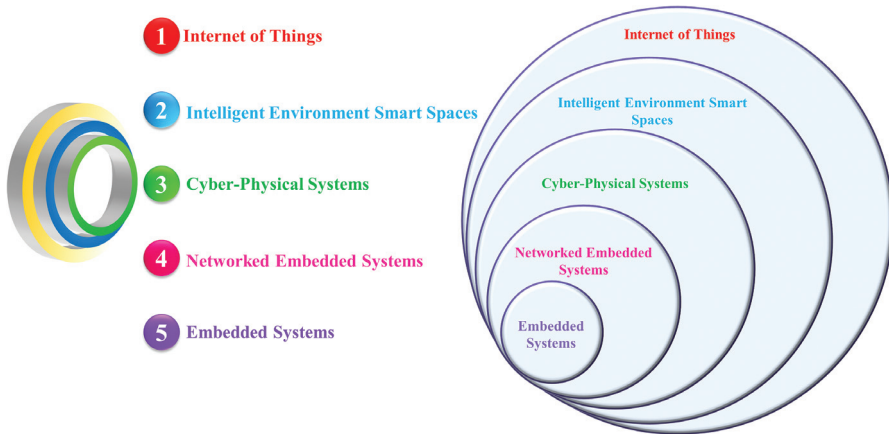 1 Internet of Things
2 Intelligent Environment Smart Spaces
3 Cyber-Physical Systems
4 Networked Embedded Systems
5 Embedded Systems
Internet of Things
Intelligent Environment Smart
Spaces
Cyber-Physical Systems
Networked Embedded
Systems
Embedded
Systems